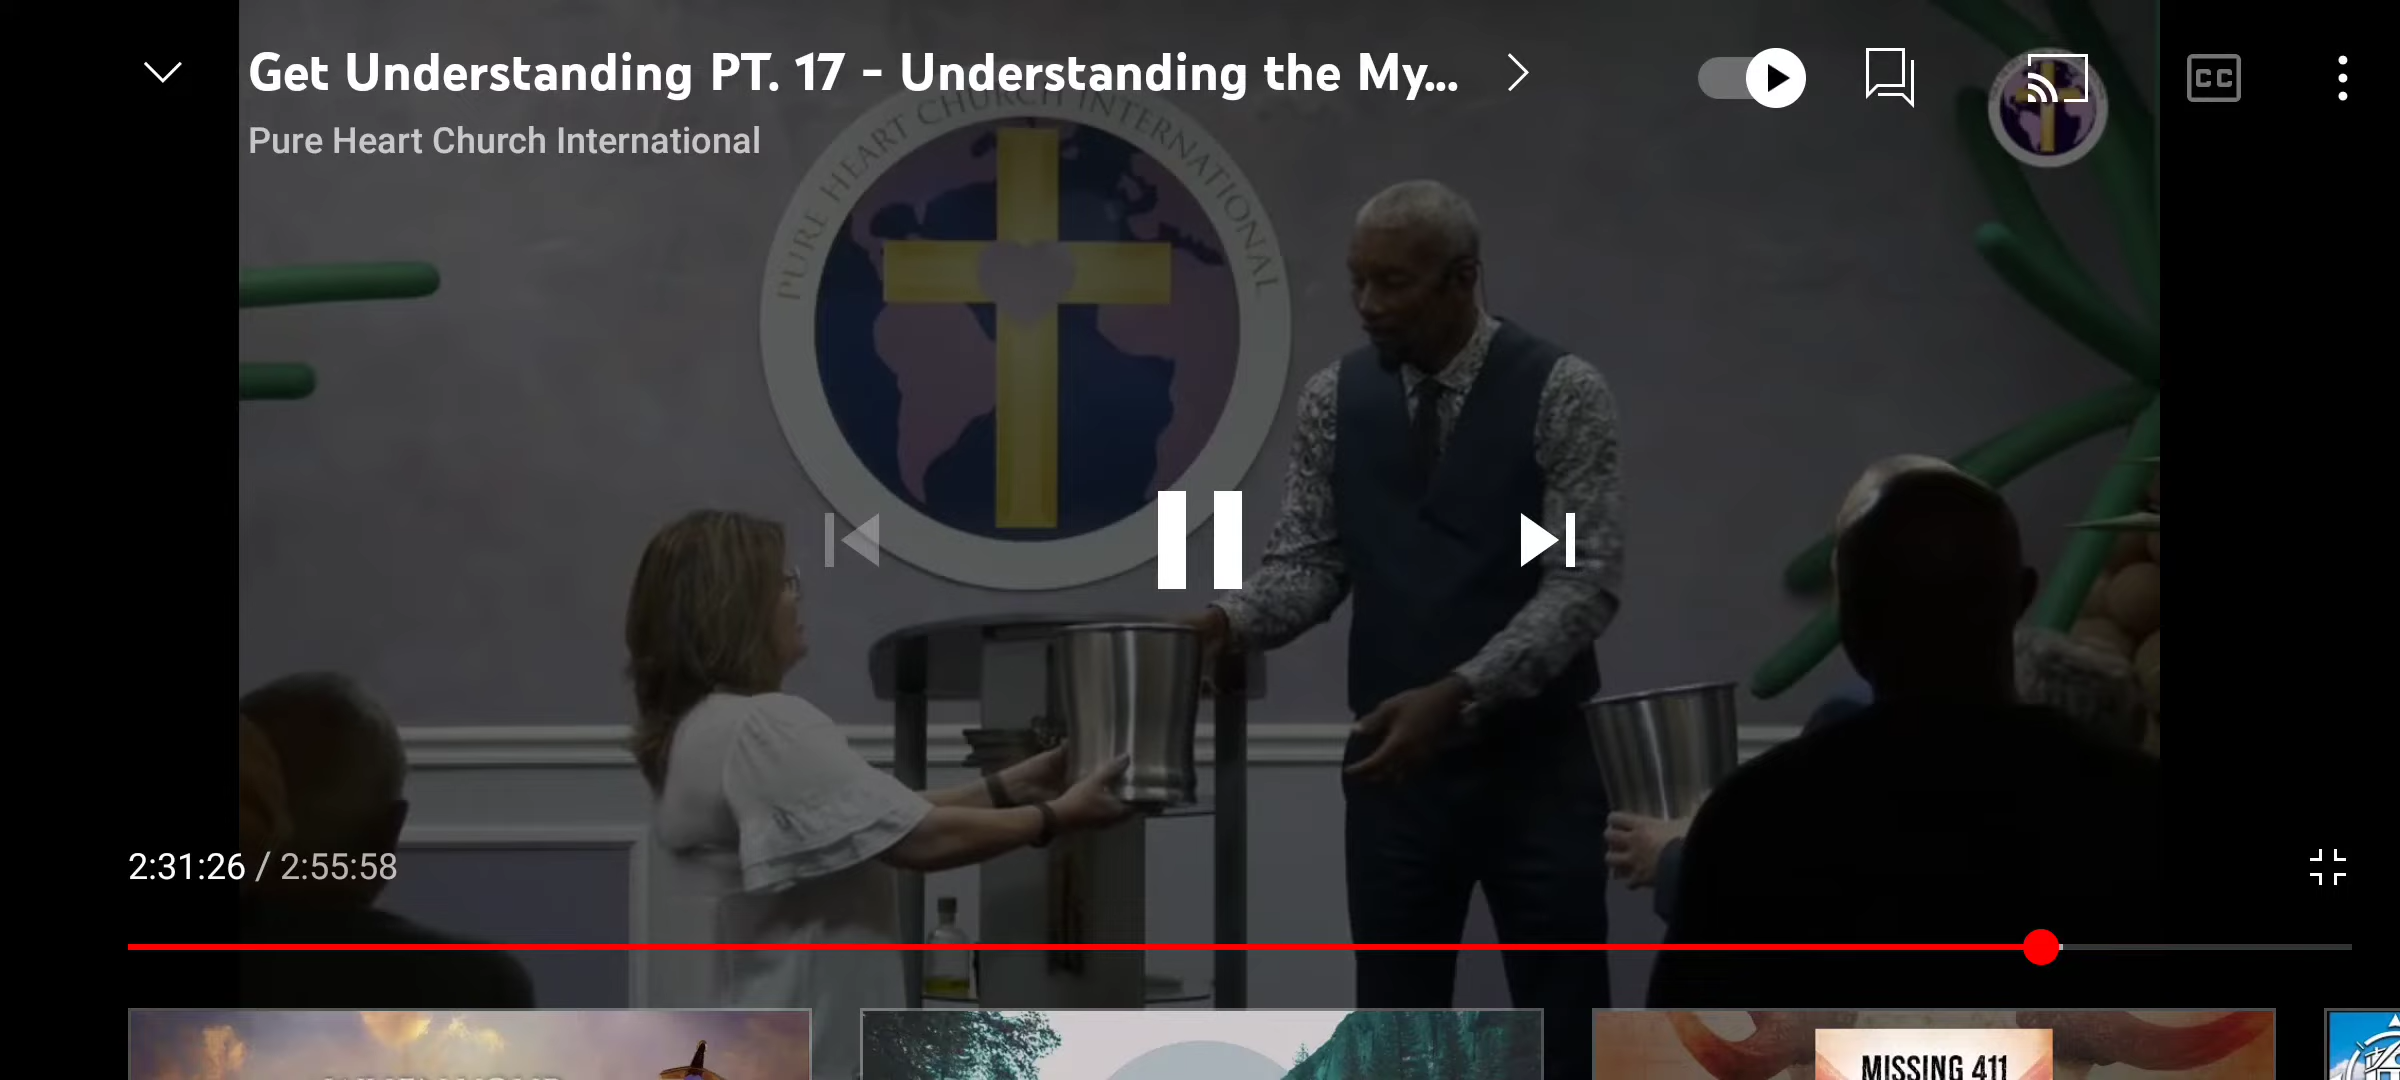 Get Understanding PT. 17 - Understanding the My...
CC
Pure Heart Church International
PURE HEART CHURCH INTERNATIONAL
2:31:26 / 2:55:58
MISSING 411